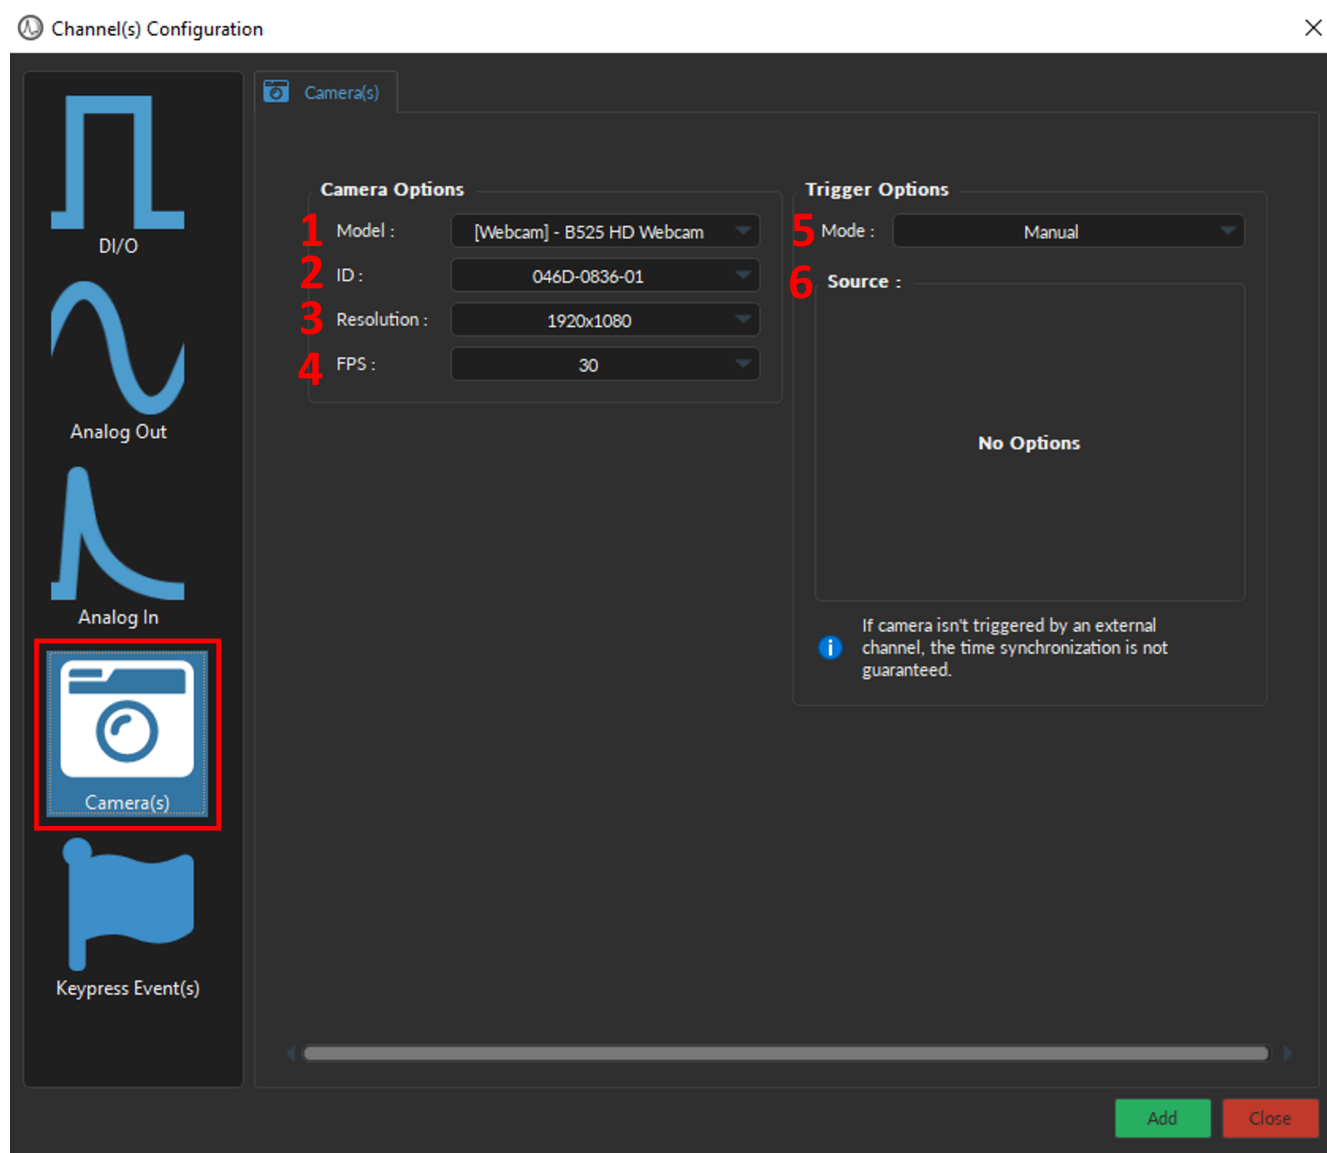 Channel(s) Configuration
DI/O
Analog Out
Analog In
Camera(s)
Keypress Event(s)
Camera(s)
Camera Options
1 Model : [Webcam] - B525 HD Webcam
2 ID : 046D-0836-01
3 Resolution : 1920x1080
4 FPS : 30
Trigger Options
5 Mode : Manual
6 Source :
No Options
If camera isn't triggered by an external
channel, the time synchronization is not
guaranteed.
Add Close